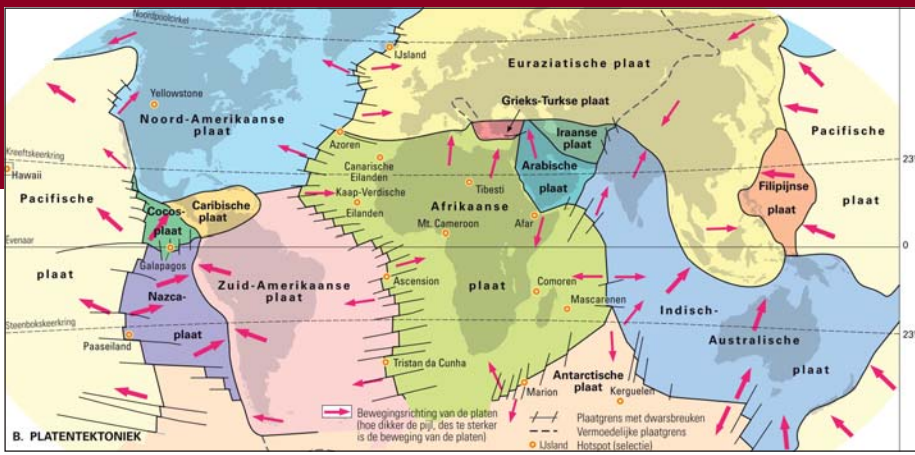 Noordpoolcirkel
IJsland
Euraziatische plaat
Yellowstone
Grieks-Turkse plaat
Noord-Amerikaanse
plaat
Pacifische
Iraanse
plaat
Azoren
Kreeftskeerkring
23
Hawaii
Canarische
Eilanden
Arabische
plaat
Kaap-Verdische
Eilanden
Tibesti
Filipijnse
plaat
plaat
Pacifische
Cocos-
plaat
Caribische
plaat
Afrikaanse
Mt. Cameroon
Afar
Evenaar
0
Galapagos
plaat
Zuid-Amerikaanse
plaat
Ascension
plaat
Comoren
Mascarenen
Indisch-
Nazca-
plaat
Steenbokskeerkring
23
Australische
Paaseiland
plaat
Tristan da Cunha
Marion
Antarctische
plaat
Kerguelen
B. PLATENTEKTONIEK
Bewegingsrichting van de platen
(hoe dikker de pijl, des te sterker
is de beweging van de platen)
Plaatgrens met dwarsbreuken
Vermoedelijke plaatgrens
IJsland Hotspot (selectie)